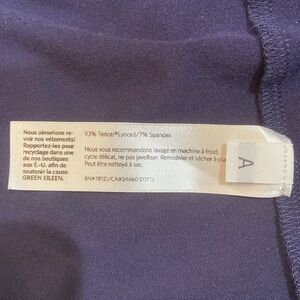 Nous aimerions re-
voir nos vêtements!
Rapportez-les pour
recyclage dans une
de nos boutiques
aux É.-U. afin de
soutenir la cause
GREEN EILEEN.
93% Tencel®Lyocell/7% Spandex
Nous vous recommandons lavage en machine à froid,
cycle délicat, ne pas javelliser. Remodeler et sécher à
Peut être nettoyé à sec.
RN#78121/CA#34460
A